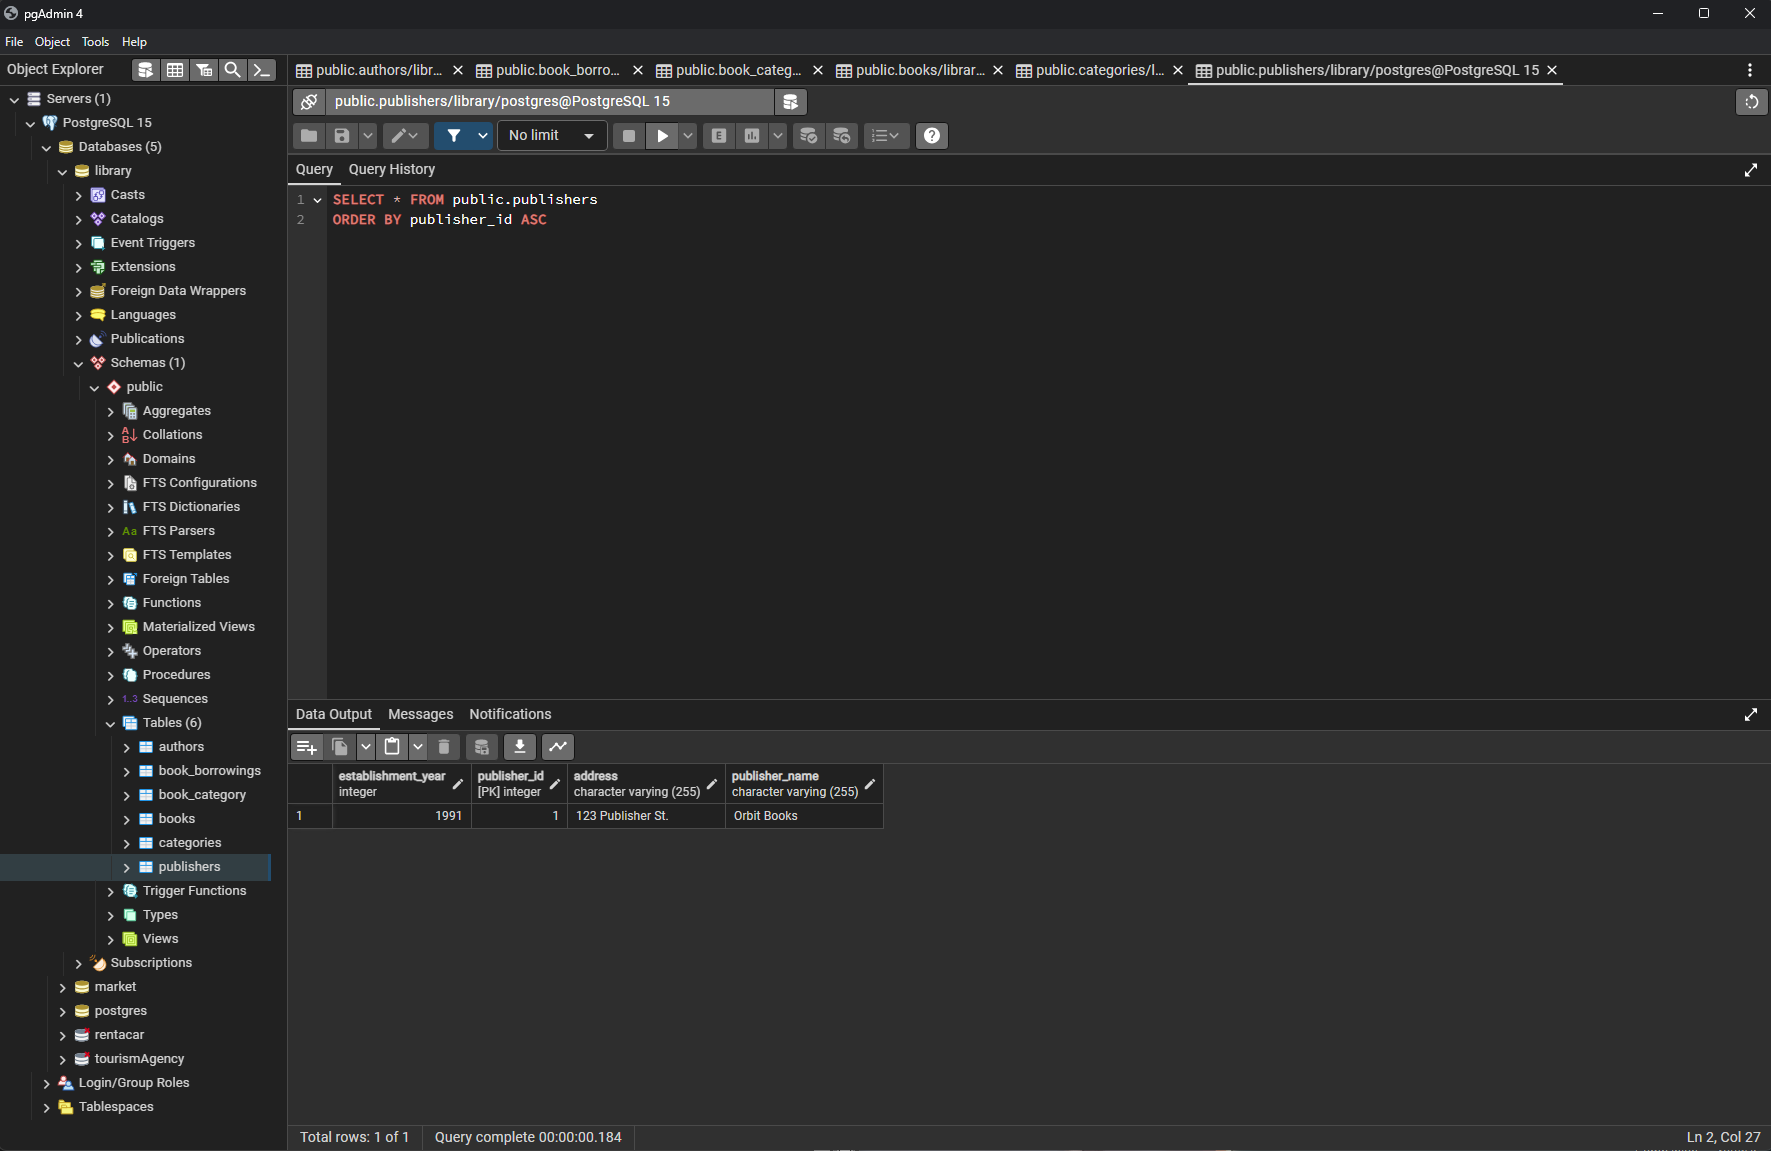 pgAdmin 4
File Object Tools Help
Object Explorer
Servers (1)
PostgreSQL 15
Databases (5)
library
Casts
Catalogs
Event Triggers
Extensions
Foreign Data Wrappers
Languages
Publications
Schemas (1)
public
Aggregates
Collations
Domains
FTS Configurations
FTS Dictionaries
Aa FTS Parsers
FTS Templates
Foreign Tables
Functions
Materialized Views
Operators
Procedures
1..3 Sequences
Tables (6)
authors
book_borrowings
book_category
books
categories
publishers
Trigger Functions
Types
Views
Subscriptions
market
postgres
rentacar
tourismAgency
Login/Group Roles
Tablespaces
public.authors/libr... public.book_borro... public.book_categ... public.books/librar... public.categories/l... public.publishers/library/postgres@PostgreSQL 15
public.publishers/library/postgres@PostgreSQL 15
No limit E
Query Query History
1 SELECT * FROM public.publishers
2 ORDER BY publisher_id ASC
Data Output Messages Notifications
establishment_year publisher_id address publisher_name
integer [PK] integer character varying (255) character varying (255)
1 1991 1 123 Publisher St. Orbit Books
Total rows: 1 of 1 Query complete 00:00:00.184 Ln 2, Col 27